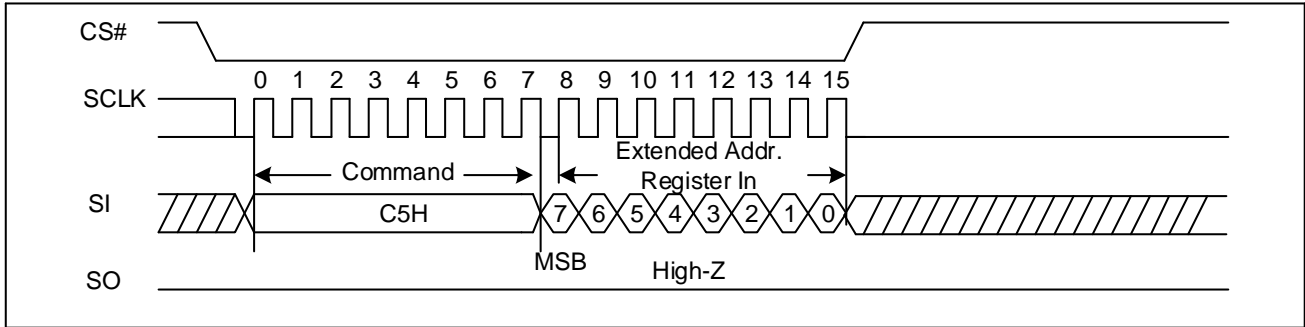 CS#
0 1 2 3 4 5 6 7 8 9 10 11 12 13 14 15
SCLK
Command
Extended Addr.
Register In
SI
C5H
7 6 5 4 3 2 1 0
MSB
High-Z
SO